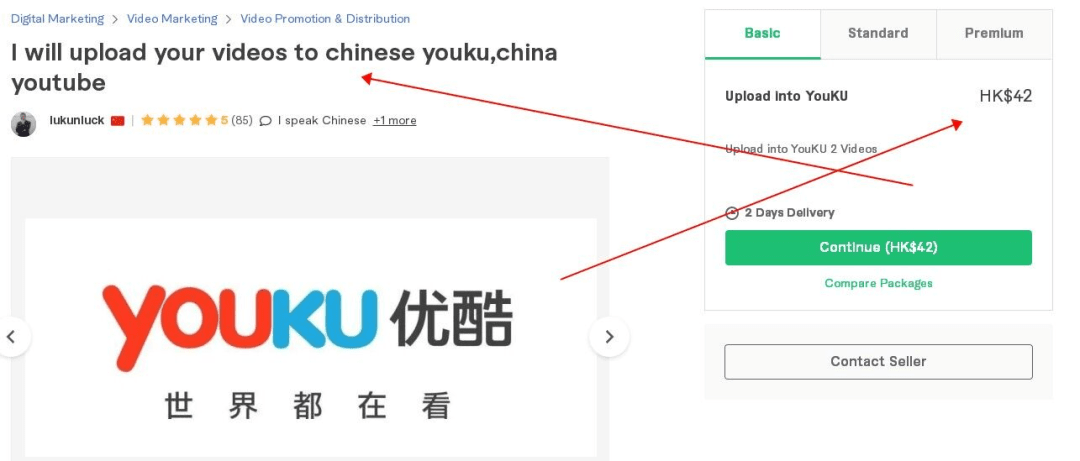 Digital Marketing > Video Marketing > Video Promotion & Distribution
I will upload your videos to chinese youku,china
youtube
lukunluck | 5 (85) I speak Chinese +1 more
YOUKU 优酷
世界都在看
Basic Standard Premium
Upload into YouKU HK$42
Upload into YouKU 2 Videos
2 Days Delivery
Continue (HK$42)
Compare Packages
Contact Seller